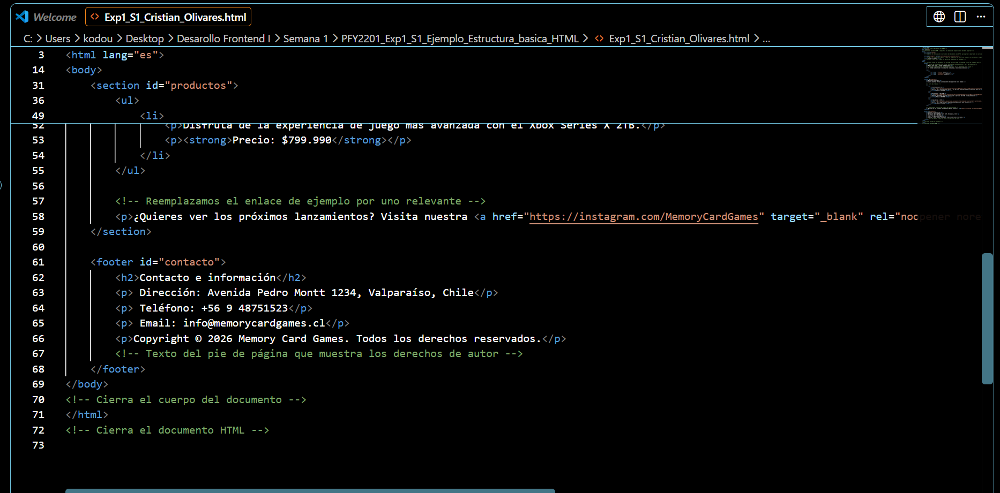 Welcome <> Exp1_S1_Cristian_Olivares.html ...
C: > Users > kodou > Desktop > Desarollo Frontend I > Semana 1 > PFY2201_Exp1_S1_Ejemplo_Estructura_basica_HTML > <> Exp1_S1_Cristian_Olivares.html > ...
3 <html lang="es">
14 <body>
31 <section id="productos">
36 <ul>
49 <li>
52 <p>Disfruta de la experiencia de juego más avanzada con el Xbox Series X 2TB.</p>
53 <p><strong>Precio: $799.990</strong></p>
54 </li>
55 </ul>
56
57 <!-- Reemplazamos el enlace de ejemplo por uno relevante -->
58 <p>¿Quieres ver los próximos lanzamientos? Visita nuestra <a href="https://instagram.com/MemoryCardGames" target="_blank" rel="noopener nore
59 </section>
60
61 <footer id="contacto">
62 <h2>Contacto e información</h2>
63 <p> Dirección: Avenida Pedro Montt 1234, Valparaíso, Chile</p>
64 <p> Teléfono: +56 9 48751523</p>
65 <p> Email: info@memorycardgames.cl</p>
66 <p>Copyright © 2026 Memory Card Games. Todos los derechos reservados.</p>
67 <!-- Texto del pie de página que muestra los derechos de autor -->
68 </footer>
69 </body>
70 <!-- Cierra el cuerpo del documento -->
71 </html>
72 <!-- Cierra el documento HTML -->
73